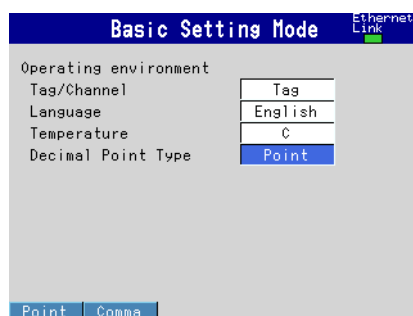 Basic Setting Mode
Ethernet
Link
Operating environment
Tag/Channel Tag
Language English
Temperature C
Decimal Point Type Point
Point Comma